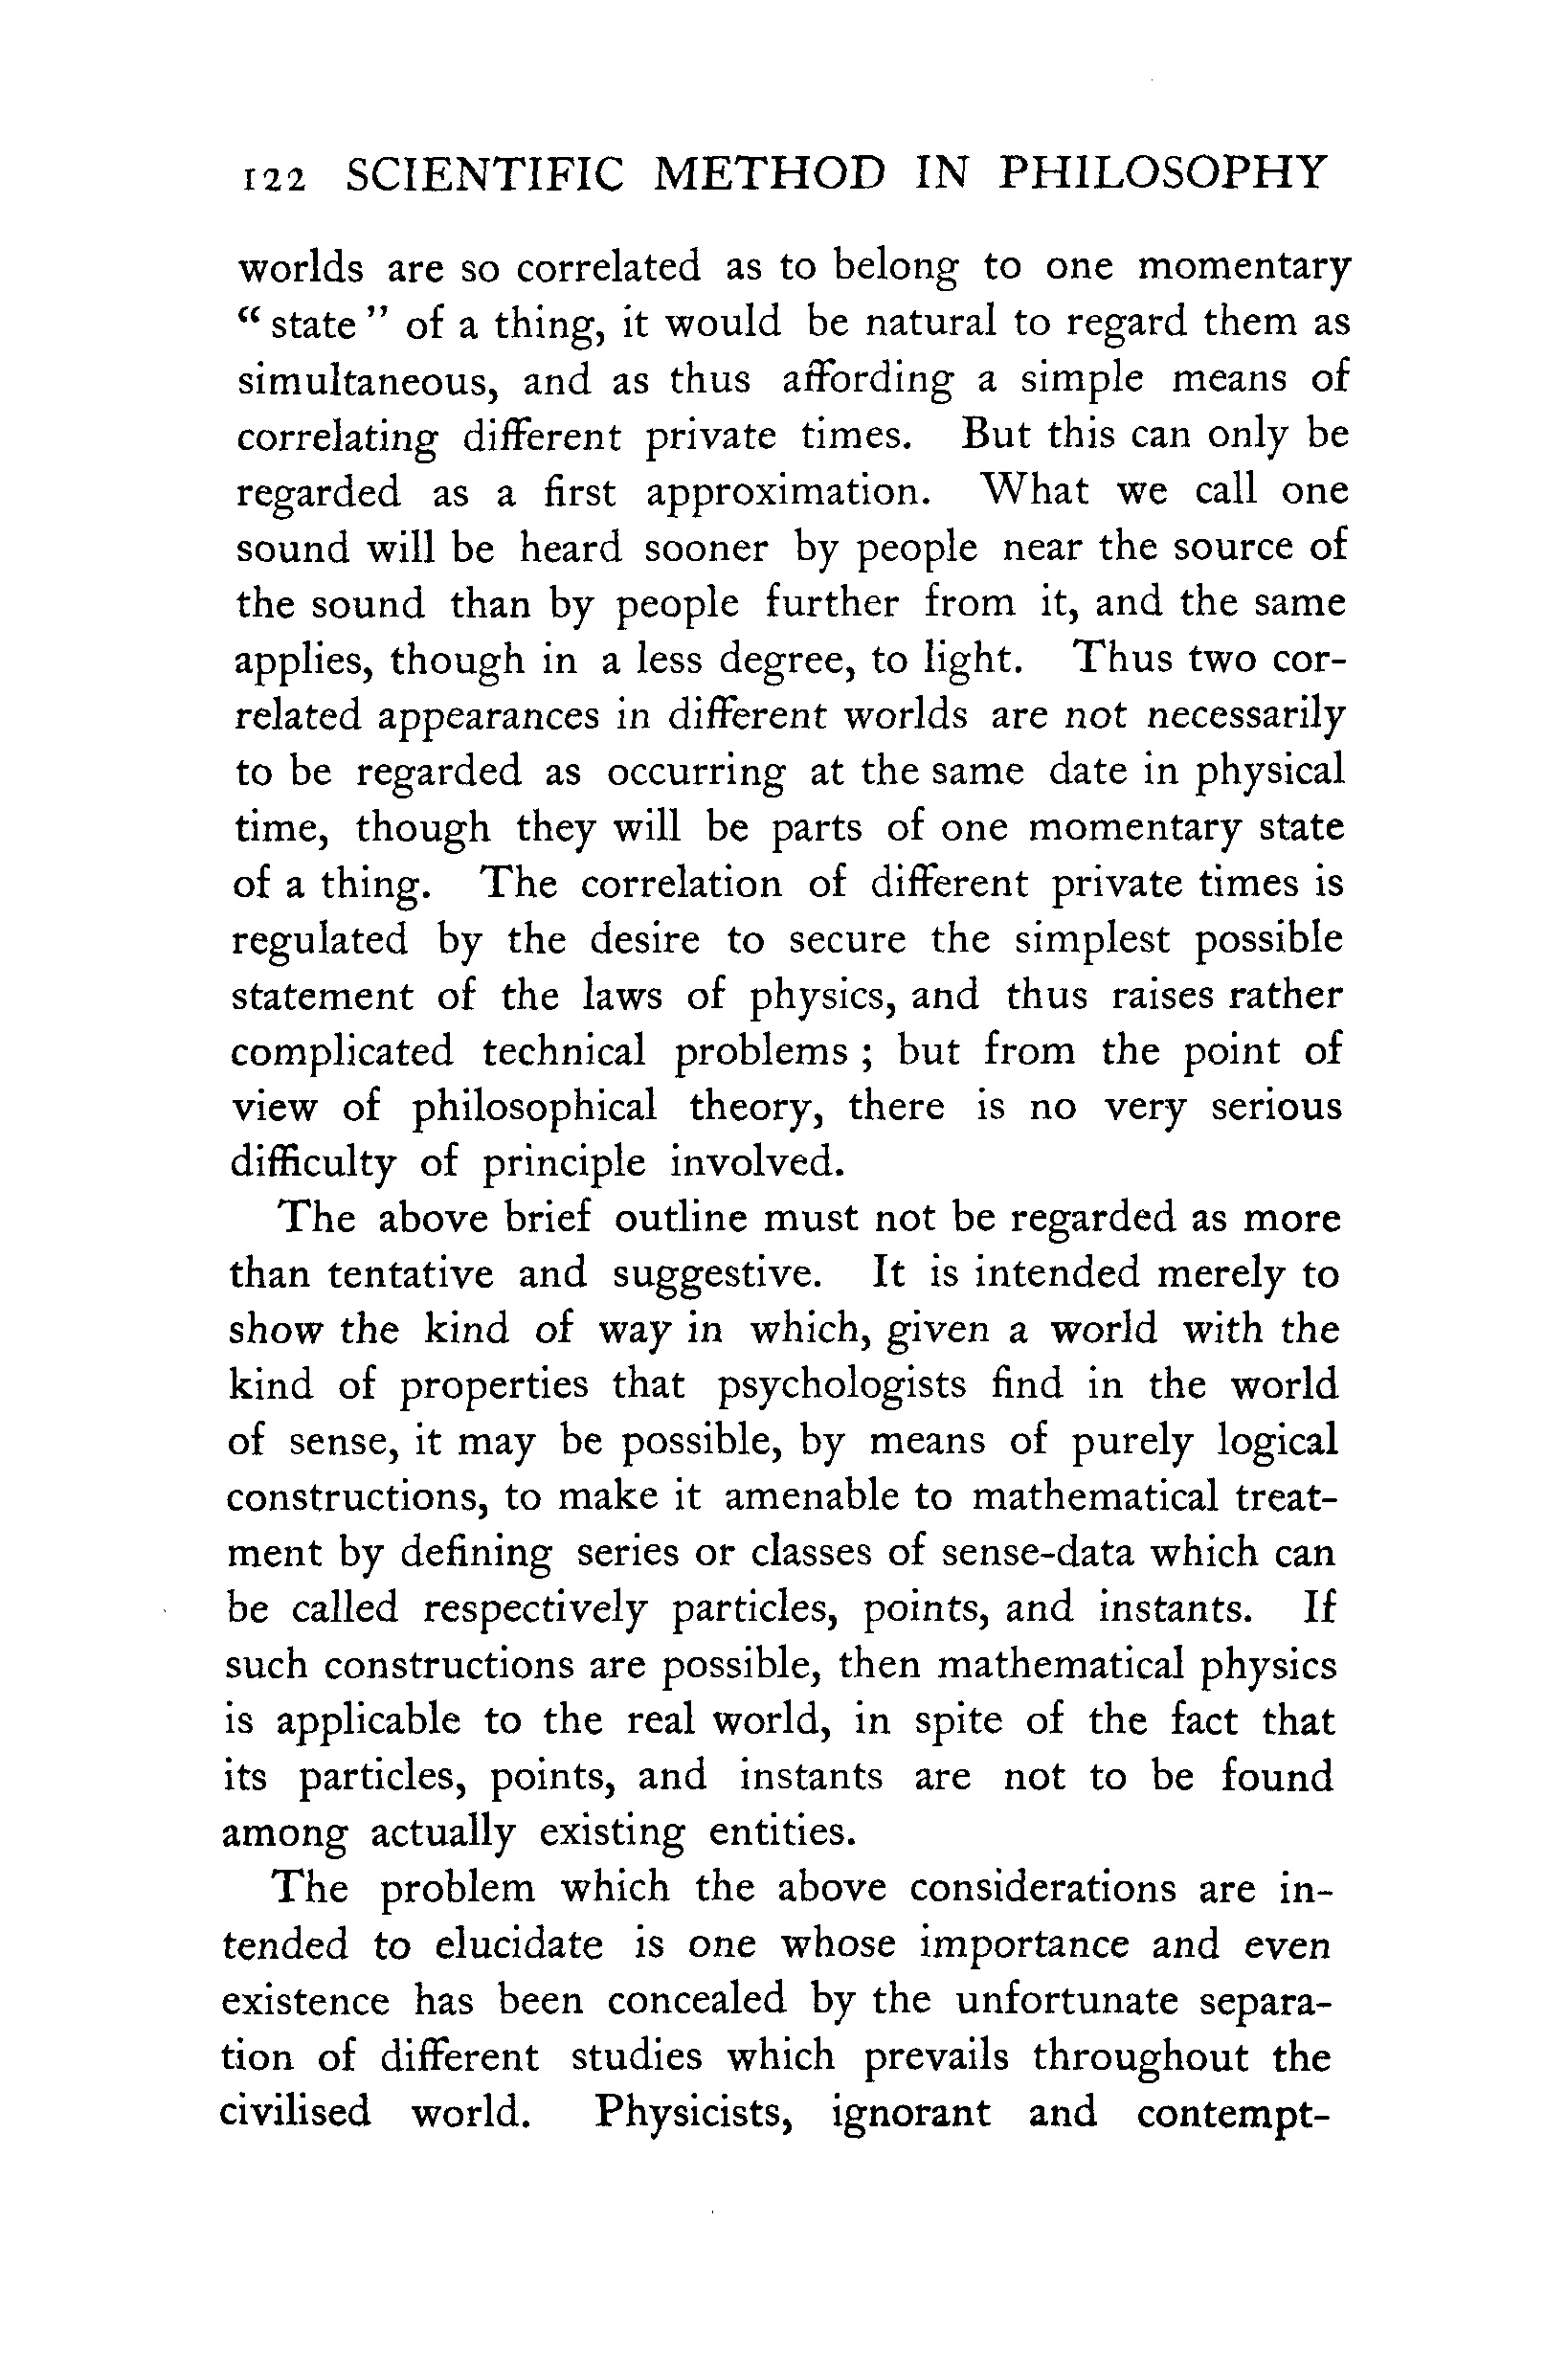 122 SCIENTIFIC METHOD IN PHILOSOPHY
worlds are so correlated as to belong to one momentary
“ state ” of a thing, it would be natural to regard them as
simultaneous, and as thus affording a simple means of
correlating different private times. But this can only be
regarded as a first approximation. What we call one
sound will be heard sooner by people near the source of
the sound than by people further from it, and the same
applies, though in a less degree, to light. Thus two cor-
related appearances in different worlds are not necessarily
to be regarded as occurring at the same date in physical
time, though they will be parts of one momentary state
of a thing. The correlation of different private times is
regulated by the desire to secure the simplest possible
statement of the laws of physics, and thus raises rather
complicated technical problems ; but from the point of
view of philosophical theory, there is no very serious
difficulty of principle involved.
The above brief outline must not be regarded as more
than tentative and suggestive. It is intended merely to
show the kind of way in which, given a world with the
kind of properties that psychologists find in the world
of sense, it may be possible, by means of purely logical
constructions, to make it amenable to mathematical treat-
ment by defining series or classes of sense-data which can
be called respectively particles, points, and instants. If
such constructions are possible, then mathematical physics
is applicable to the real world, in spite of the fact that
its particles, points, and instants are not to be found
among actually existing entities.
The problem which the above considerations are in-
tended to elucidate is one whose importance and even
existence has been concealed by the unfortunate separa-
tion of different studies which prevails throughout the
civilised world. Physicists, ignorant and contempt-